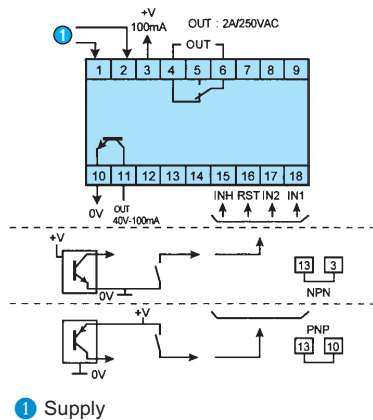 +V
100mA
OUT : 2A/250VAC
OUT
1
1 2 3 4 5 6 7 8 9
10 11 12 13 14 15 16 17 18
0V
OUT
40V-100mA
INH RST IN2 IN1
+V
0V
13 3
NPN
+V
0V
PNP
13 10
1 Supply